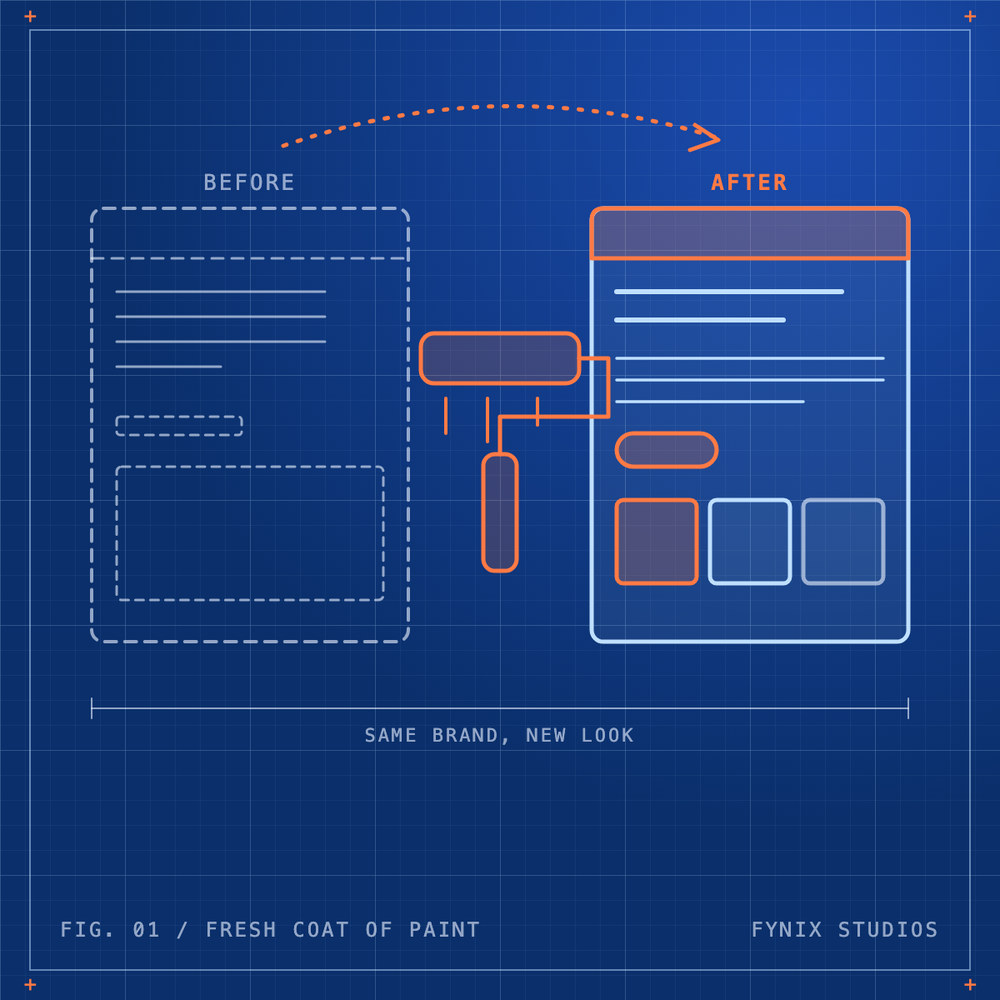 BEFORE
AFTER
SAME BRAND, NEW LOOK
FIG. 01 / FRESH COAT OF PAINT
FYNIX STUDIOS